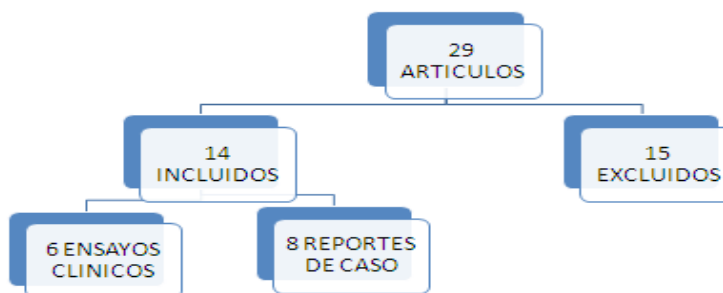 29
ARTICULOS
14
INCLUIDOS
15
EXCLUIDOS
6 ENSAYOS
CLINICOS
8 REPORTES
DE CASO